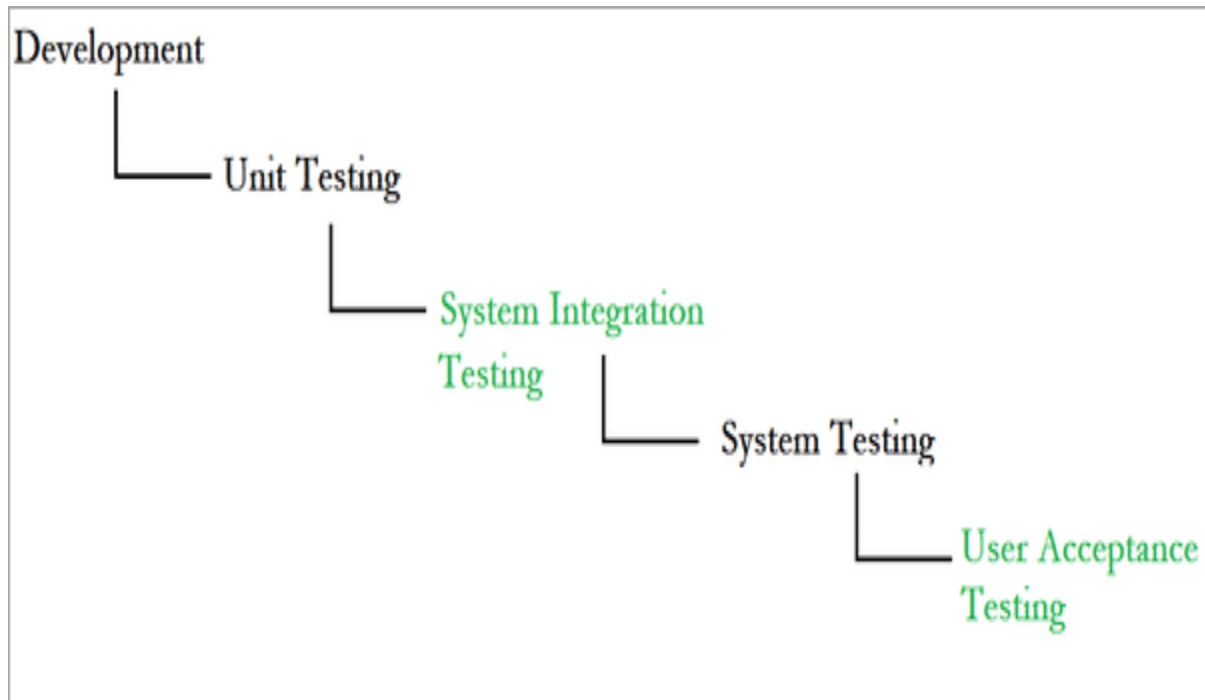 Development
Unit Testing
System Integration
Testing
System Testing
User Acceptance
Testing